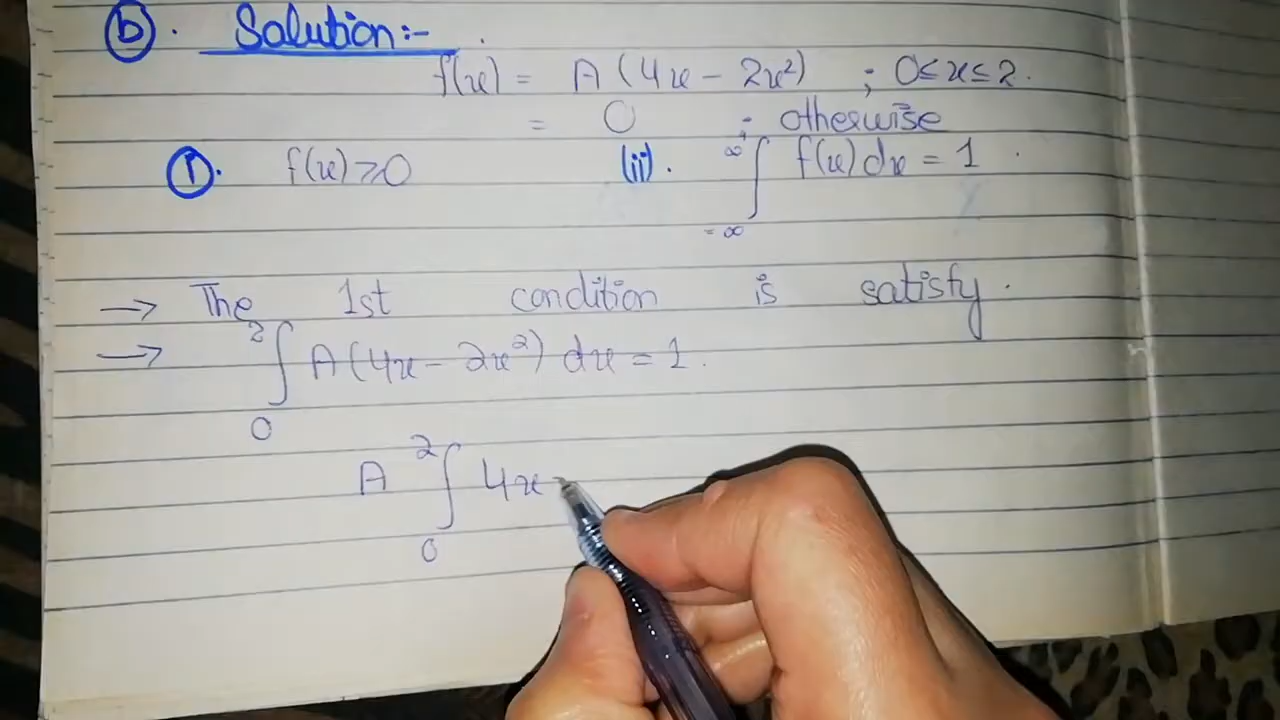 (b). Solution:-
f(x) = A (4x - 2x²) ; 0≤x≤2.
= 0 ; otherwise
(1). f(x) ≥ 0 (ii). ∞∫-∞ f(x) dx = 1
→ The 1st condition is satisfy.
→ 2∫0 A(4x - 2x²) dx = 1.
A 2∫0 4x -